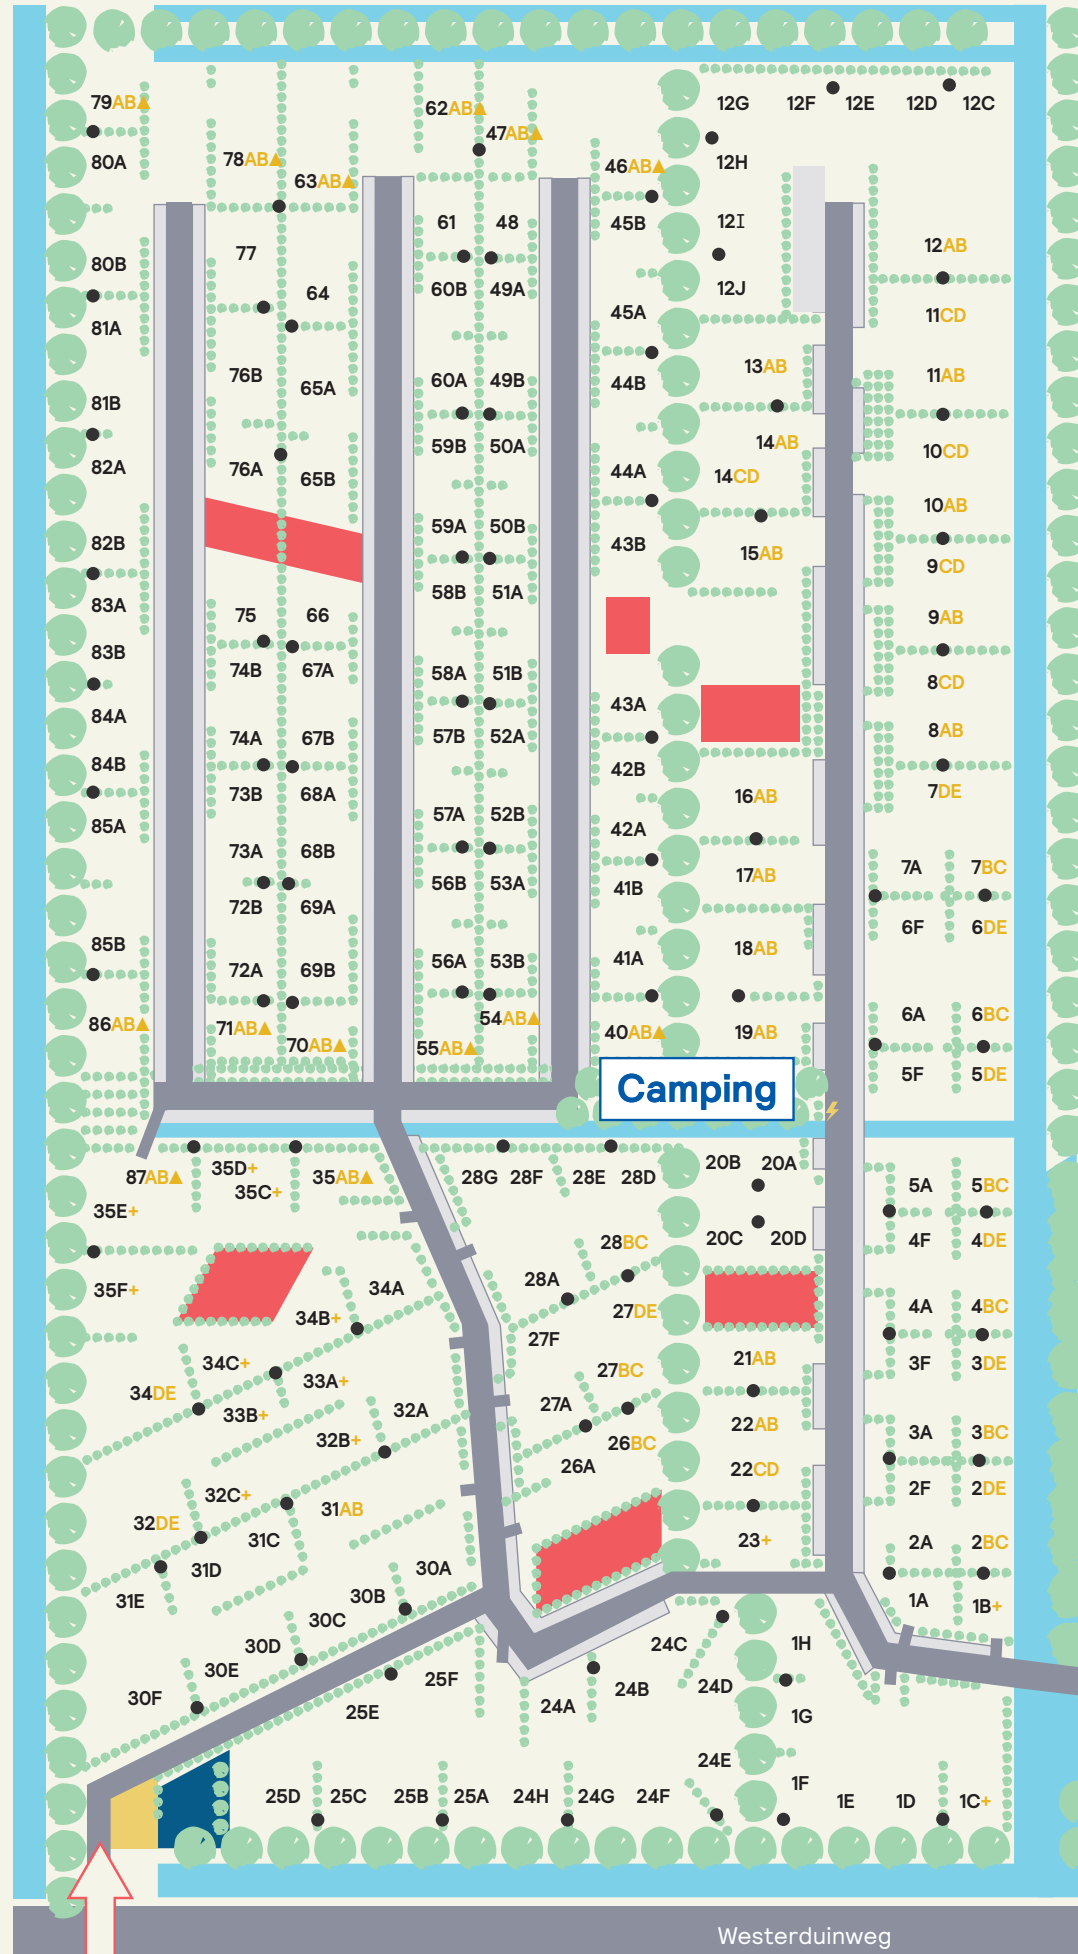 12G 12F 12E 12D 12C
79AB▲
62AB▲
47AB▲
80A
78AB▲
63AB▲
46AB▲
12H
61 48
45B
12I
77
80B
12AB
64
60B 49A
12J
81A
45A
11CD
76B
65A
60A 49B
44B
13AB
11AB
81B
82A
76A
65B
59B 50A
44A
14AB
14CD
10CD
82B
59A 50B
43B
15AB
10AB
9CD
83A
75 66
58B 51A
9AB
83B
74B 67A
58A 51B
8CD
84A
43A
74A 67B
57B 52A
8AB
84B
42B
73B 68A
16AB
7DE
85A
57A 52B
42A
73A 68B
17AB
7A 7BC
56B 53A
41B
72B 69A
6F 6DE
85B
72A 69B
56A 53B
41A
18AB
86AB▲
71AB▲
70AB▲
54AB▲
55AB▲
40AB▲
19AB
6A 6BC
5F 5DE
Camping
87AB▲
35D+
35C+
35AB▲
28G 28F 28E 28D
20B 20A
5A 5BC
35E+
20C 20D
4F 4DE
28BC
35F+
34A
28A
27DE
34B+
27F
4A 4BC
34C+
33A+
27BC
21AB
3F 3DE
34DE
33B+
32A
27A
22AB
32B+
26BC
3A 3BC
26A
22CD
32C+
31AB
2F 2DE
32DE
31C
23+
31D
30A
2A 2BC
31E
30B
1A
1B+
30C
30D
24C
1H
30E
25F
24D
30F
25E
24A
24B
1G
24E
25D 25C 25B 25A 24H 24G 24F
1F
1E 1D 1C+
Westerduinweg